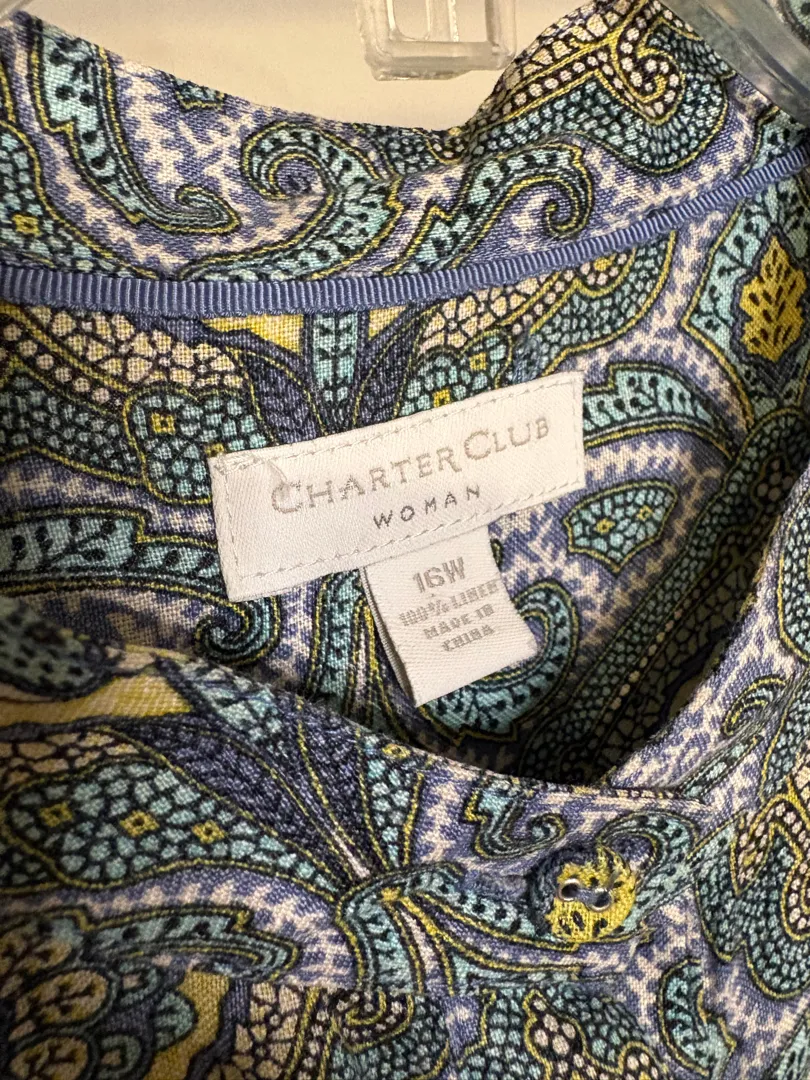 CHARTER CLUB
WOMAN
16W
100% LINEN
MADE IN
CHINA